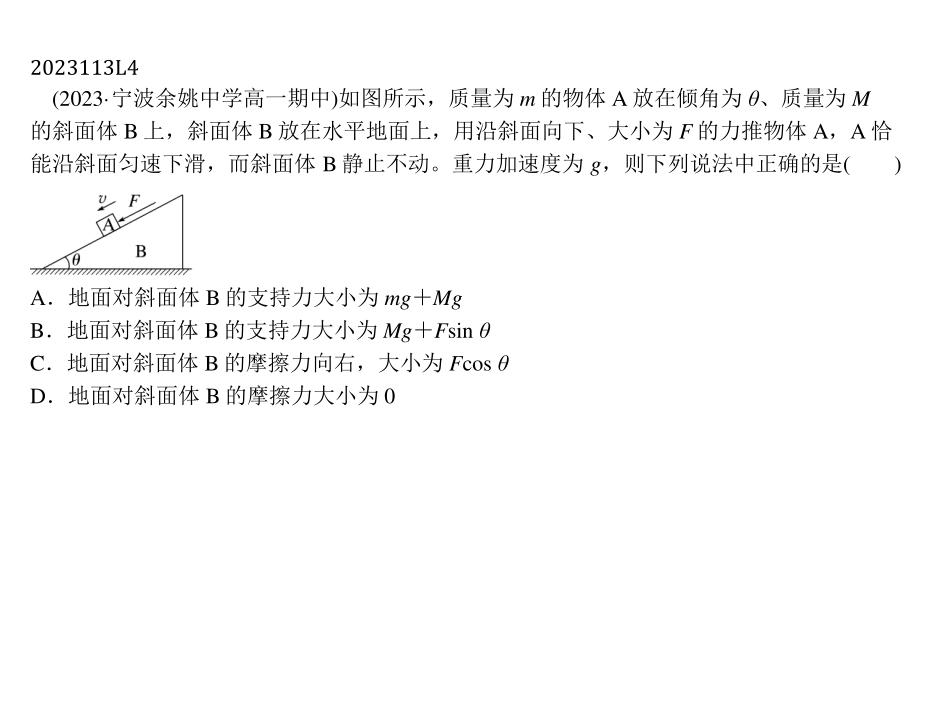 2023113L4
(2023·宁波余姚中学高一期中)如图所示，质量为 m 的物体 A 放在倾角为 θ、质量为 M
的斜面体 B 上，斜面体 B 放在水平地面上，用沿斜面向下、大小为 F 的力推物体 A，A 恰
能沿斜面匀速下滑，而斜面体 B 静止不动。重力加速度为 g，则下列说法中正确的是(　　)
v F
A
B
θ
A．地面对斜面体 B 的支持力大小为 mg＋Mg
B．地面对斜面体 B 的支持力大小为 Mg＋Fsin θ
C．地面对斜面体 B 的摩擦力向右，大小为 Fcos θ
D．地面对斜面体 B 的摩擦力大小为 0